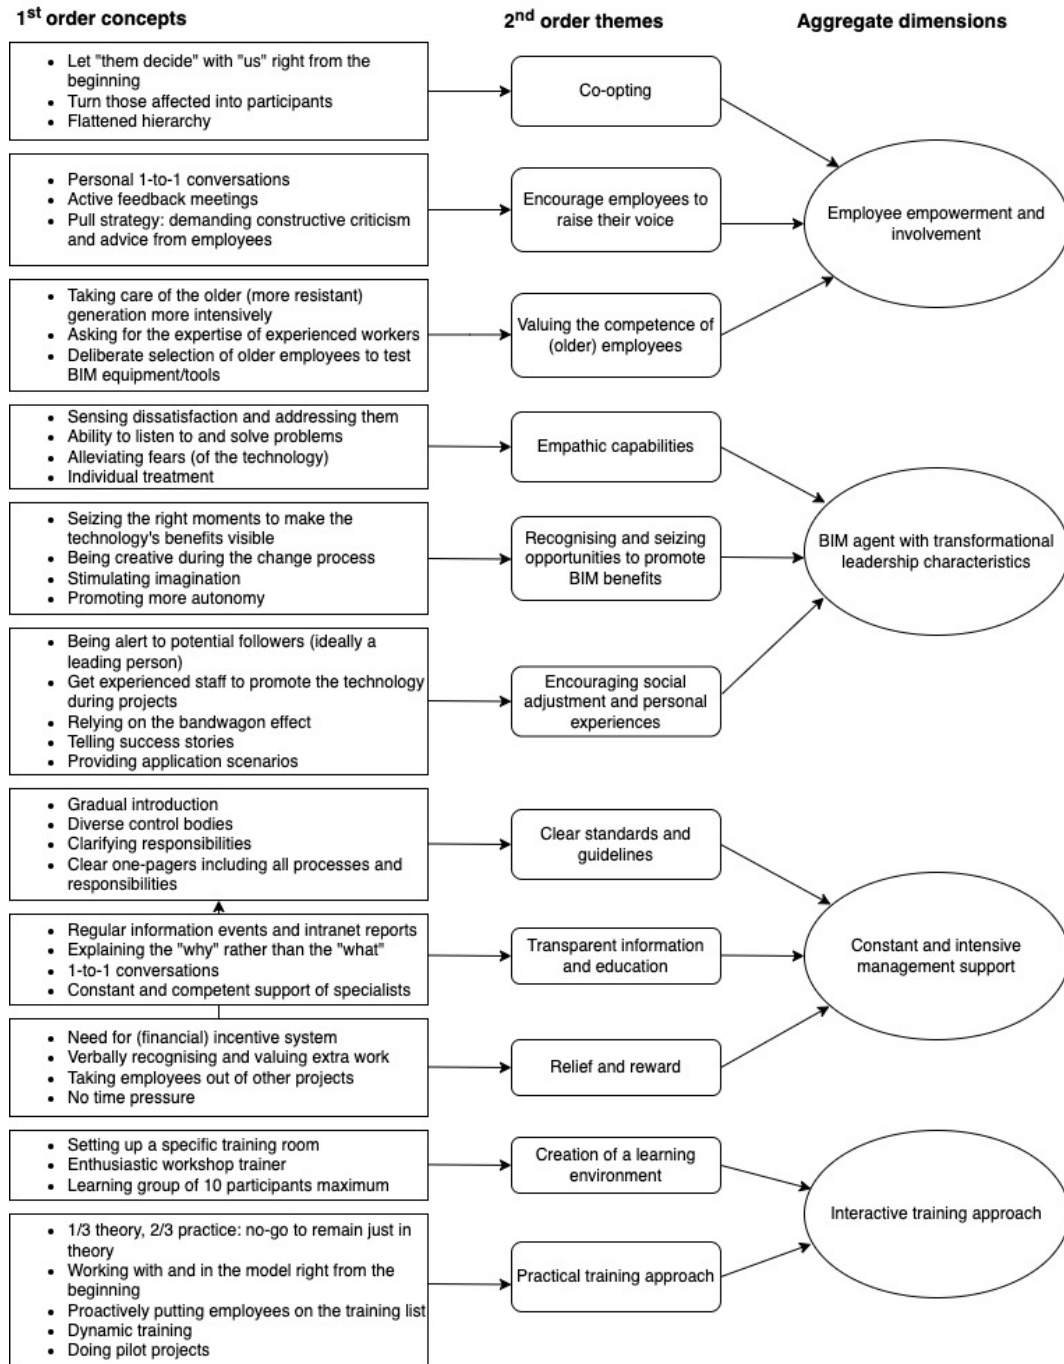 1st order concepts
2nd order themes
Aggregate dimensions
• Let "them decide" with "us" right from the
beginning
• Turn those affected into participants
• Flattened hierarchy
Co-opting
• Personal 1-to-1 conversations
• Active feedback meetings
• Pull strategy: demanding constructive criticism
and advice from employees
Encourage employees to
raise their voice
Employee empowerment and
involvement
• Taking care of the older (more resistant)
generation more intensively
• Asking for the expertise of experienced workers
• Deliberate selection of older employees to test
BIM equipment/tools
Valuing the competence of
(older) employees
• Sensing dissatisfaction and addressing them
• Ability to listen to and solve problems
• Alleviating fears (of the technology)
• Individual treatment
Empathic capabilities
• Seizing the right moments to make the
technology's benefits visible
• Being creative during the change process
• Stimulating imagination
• Promoting more autonomy
Recognising and seizing
opportunities to promote
BIM benefits
BIM agent with transformational
leadership characteristics
• Being alert to potential followers (ideally a
leading person)
• Get experienced staff to promote the technology
during projects
• Relying on the bandwagon effect
• Telling success stories
• Providing application scenarios
Encouraging social
adjustment and personal
experiences
• Gradual introduction
• Diverse control bodies
• Clarifying responsibilities
• Clear one-pagers including all processes and
responsibilities
Clear standards and
guidelines
• Regular information events and intranet reports
• Explaining the "why" rather than the "what"
• 1-to-1 conversations
• Constant and competent support of specialists
Transparent information
and education
Constant and intensive
management support
• Need for (financial) incentive system
• Verbally recognising and valuing extra work
• Taking employees out of other projects
• No time pressure
Relief and reward
• Setting up a specific training room
• Enthusiastic workshop trainer
• Learning group of 10 participants maximum
Creation of a learning
environment
Interactive training approach
• 1/3 theory, 2/3 practice: no-go to remain just in
theory
• Working with and in the model right from the
beginning
• Proactively putting employees on the training list
• Dynamic training
• Doing pilot projects
Practical training approach